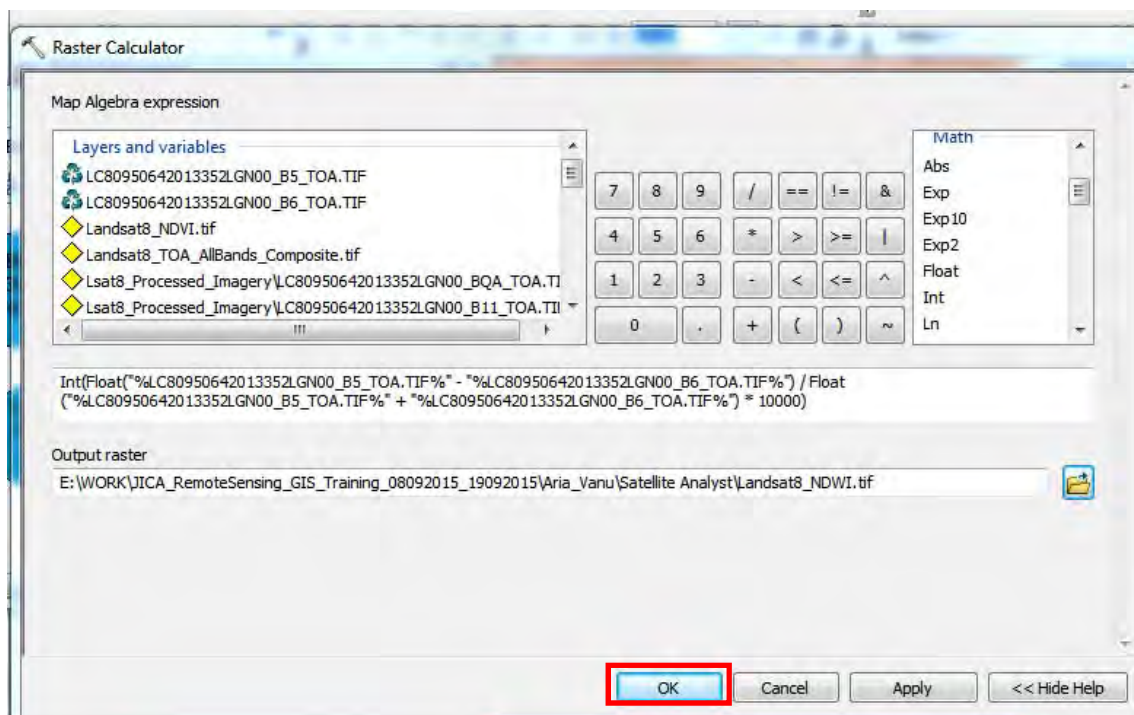 Raster Calculator
Map Algebra expression
Layers and variables
LC80950642013352LGN00_B5_TOA.TIF
LC80950642013352LGN00_B6_TOA.TIF
Landsat8_NDVI.tif
Landsat8_TOA_AllBands_Composite.tif
Lsat8_Processed_Imagery\LC80950642013352LGN00_BQA_TOA.TI
Lsat8_Processed_Imagery\LC80950642013352LGN00_B11_TOA.TI
7 8 9 / == != &
4 5 6 * > >= |
1 2 3 - < <= ^
0 . + ( ) ~
Math
Abs
Exp
Exp10
Exp2
Float
Int
Ln
Int(Float("%LC80950642013352LGN00_B5_TOA.TIF%" - "%LC80950642013352LGN00_B6_TOA.TIF%") / Float
("%LC80950642013352LGN00_B5_TOA.TIF%" + "%LC80950642013352LGN00_B6_TOA.TIF%") * 10000)
Output raster
E:\WORK\JICA_RemoteSensing_GIS_Training_08092015_19092015\Aria_Vanu\Satellite Analyst\Landsat8_NDWI.tif
OK Cancel Apply << Hide Help